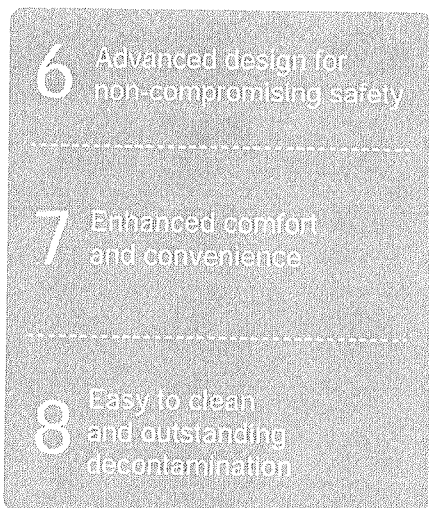 6 Advanced design for
non-compromising safety
7 Enhanced comfort
and convenience
8 Easy to clean
and outstanding
decontamination